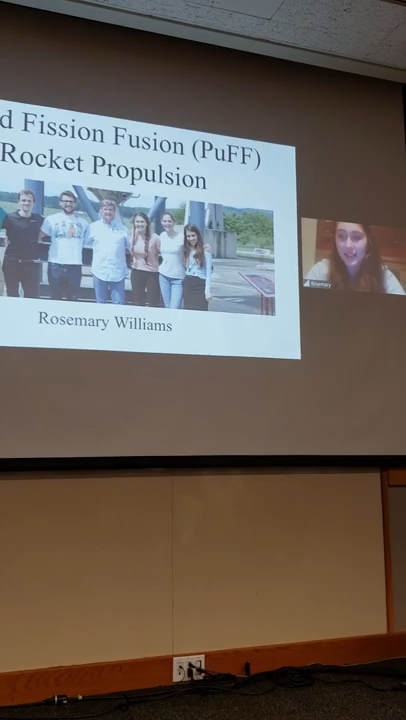 d Fission Fusion (PuFF)
Rocket Propulsion
Rosemary Williams
Rosemary